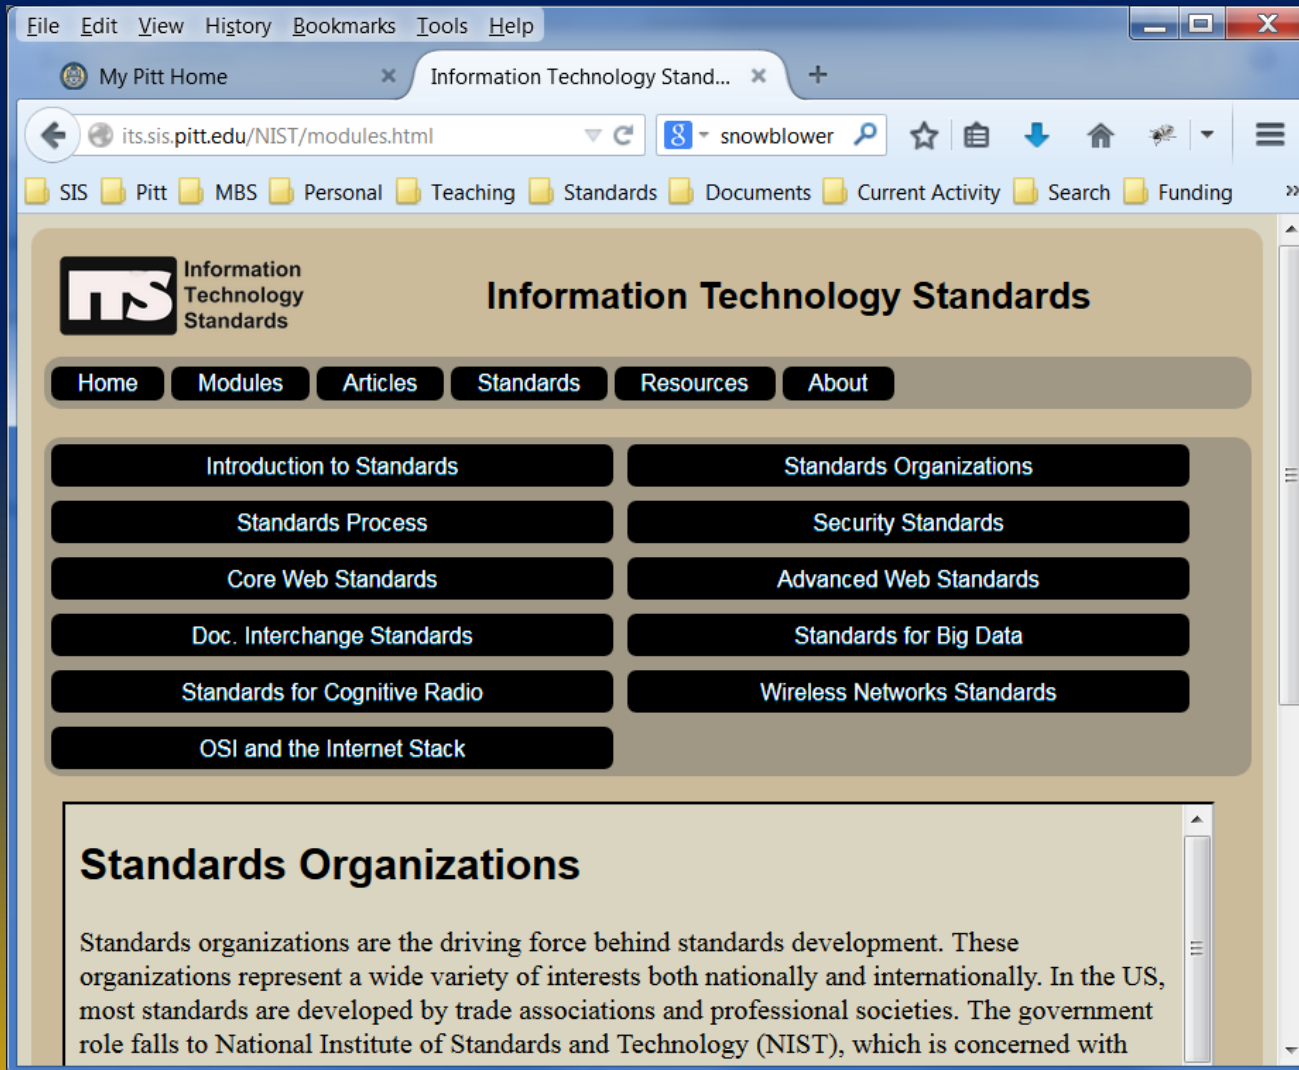 File Edit View History Bookmarks Tools Help
My Pitt Home
Information Technology Stand...
its.sis.pitt.edu/NIST/modules.html
8 snowblower
SIS Pitt MBS Personal Teaching Standards Documents Current Activity Search Funding »
ITS
Information
Technology
Standards
Information Technology Standards
Home Modules Articles Standards Resources About
Introduction to Standards Standards Organizations
Standards Process Security Standards
Core Web Standards Advanced Web Standards
Doc. Interchange Standards Standards for Big Data
Standards for Cognitive Radio Wireless Networks Standards
OSI and the Internet Stack
Standards Organizations
Standards organizations are the driving force behind standards development. These
organizations represent a wide variety of interests both nationally and internationally. In the US,
most standards are developed by trade associations and professional societies. The government
role falls to National Institute of Standards and Technology (NIST), which is concerned with